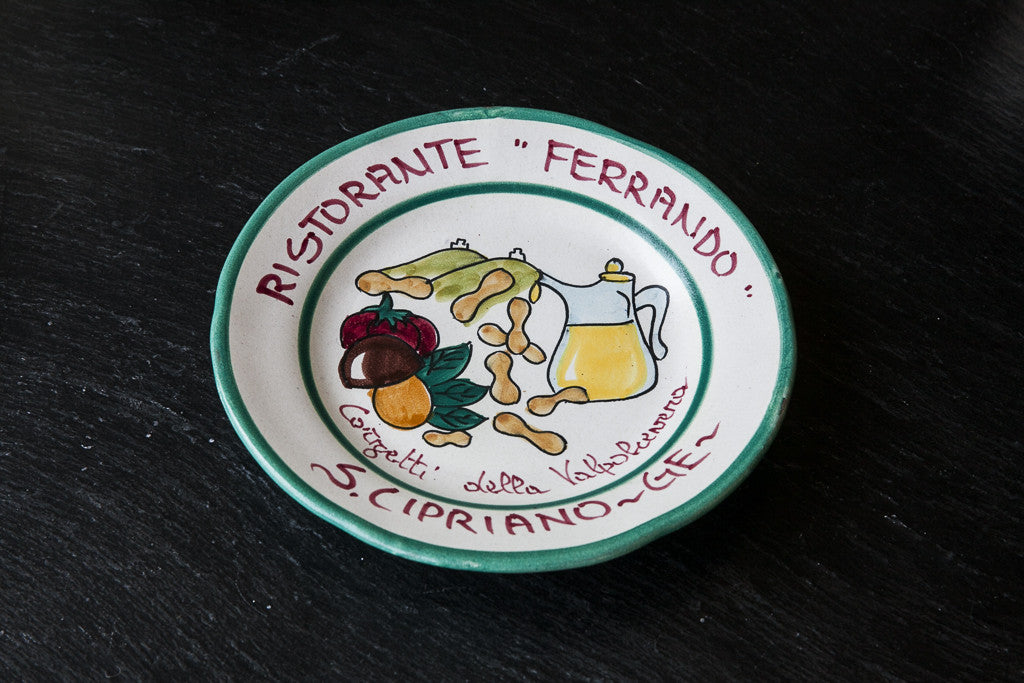 RISTORANTE "FERRANDO"
Corzetti della Valpolcevera
S. CIPRIANO ~ GE ~